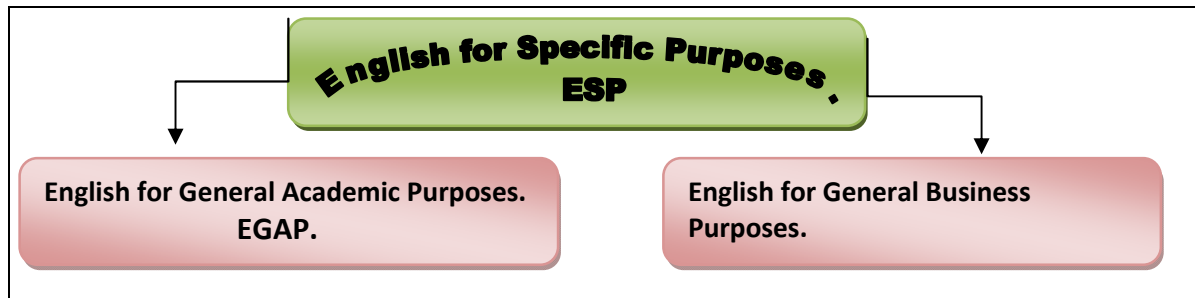 English for Specific Purposes.
ESP
English for General Academic Purposes.
EGAP.
English for General Business
Purposes.